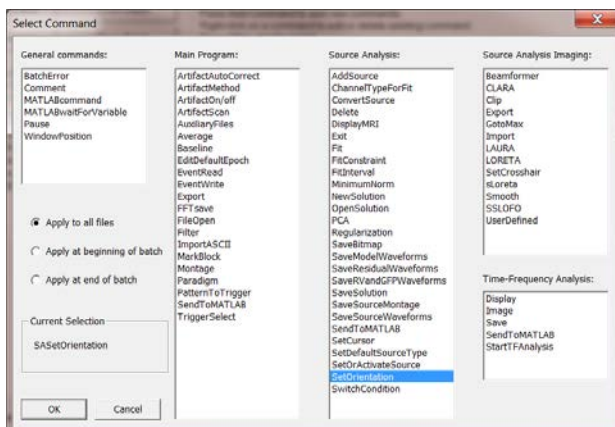 Select Command
General commands:
BatchError
Comment
MATLABcommand
MATLABwaitForVariable
Pause
WindowPosition
Apply to all files
Apply at beginning of batch
Apply at end of batch
Current Selection
SASetOrientation
OK
Cancel
Main Program:
ArtifactAutoCorrect
ArtifactMethod
ArtifactOn/off
ArtifactScan
AuxiliaryFiles
Average
Baseline
EditDefaultEpoch
EventRead
EventWrite
Export
FFTsave
FileOpen
Filter
ImportASCII
MarkBlock
Montage
Paradigm
PatternToTrigger
SendToMATLAB
TriggerSelect
Source Analysis:
AddSource
ChannelTypeForFit
ConvertSource
Delete
DisplayMRI
Exit
Fit
FitConstraint
FitInterval
MinimumNorm
NewSolution
OpenSolution
PCA
Regularization
SaveBitmap
SaveModelWaveforms
SaveResidualWaveforms
SaveRVandGFPWaveforms
SaveSolution
SaveSourceMontage
SaveSourceWaveforms
SendToMATLAB
SetCursor
SetDefaultSourceType
SetOrActivateSource
SetOrientation
SwitchCondition
Source Analysis Imaging:
Beamformer
CLARA
Clip
Export
GotoMax
Import
LAURA
LORETA
SetCrosshair
sLoreta
Smooth
SSLOFO
UserDefined
Time-Frequency Analysis:
Display
Image
Save
SendToMATLAB
StartTFAnalysis